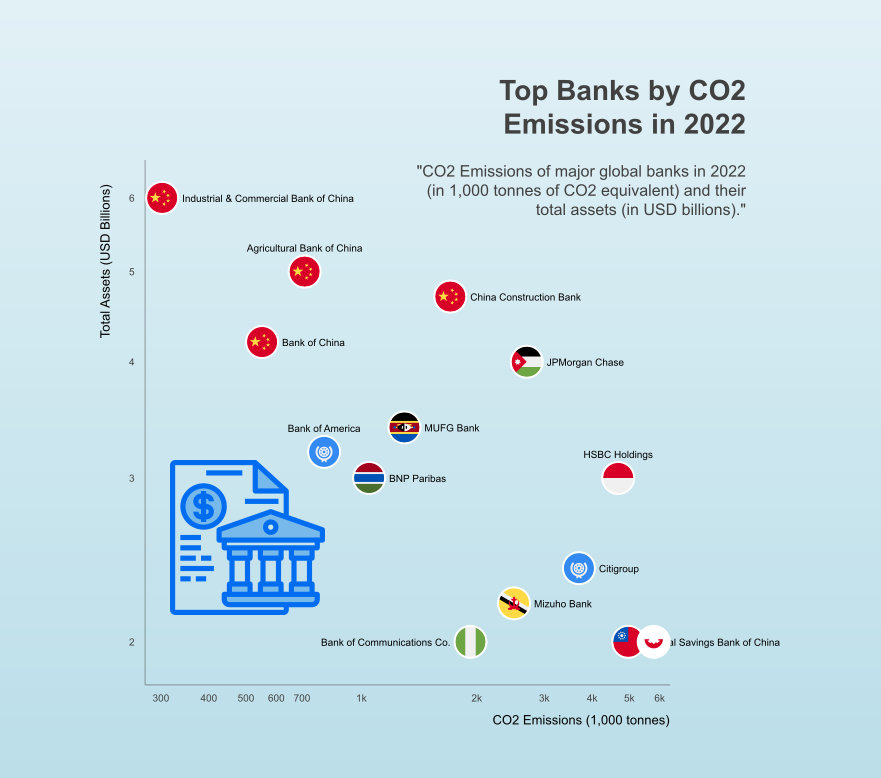 Top Banks by CO2
Emissions in 2022
"CO2 Emissions of major global banks in 2022
(in 1,000 tonnes of CO2 equivalent) and their
total assets (in USD billions)."
Total Assets (USD Billions)
6
Industrial & Commercial Bank of China
Agricultural Bank of China
5
China Construction Bank
Bank of China
4
JPMorgan Chase
Bank of America
MUFG Bank
HSBC Holdings
3
BNP Paribas
$
Citigroup
Mizuho Bank
2
Bank of Communications Co.
Savings Bank of China
300 400 500 600 700 1k 2k 3k 4k 5k 6k
CO2 Emissions (1,000 tonnes)